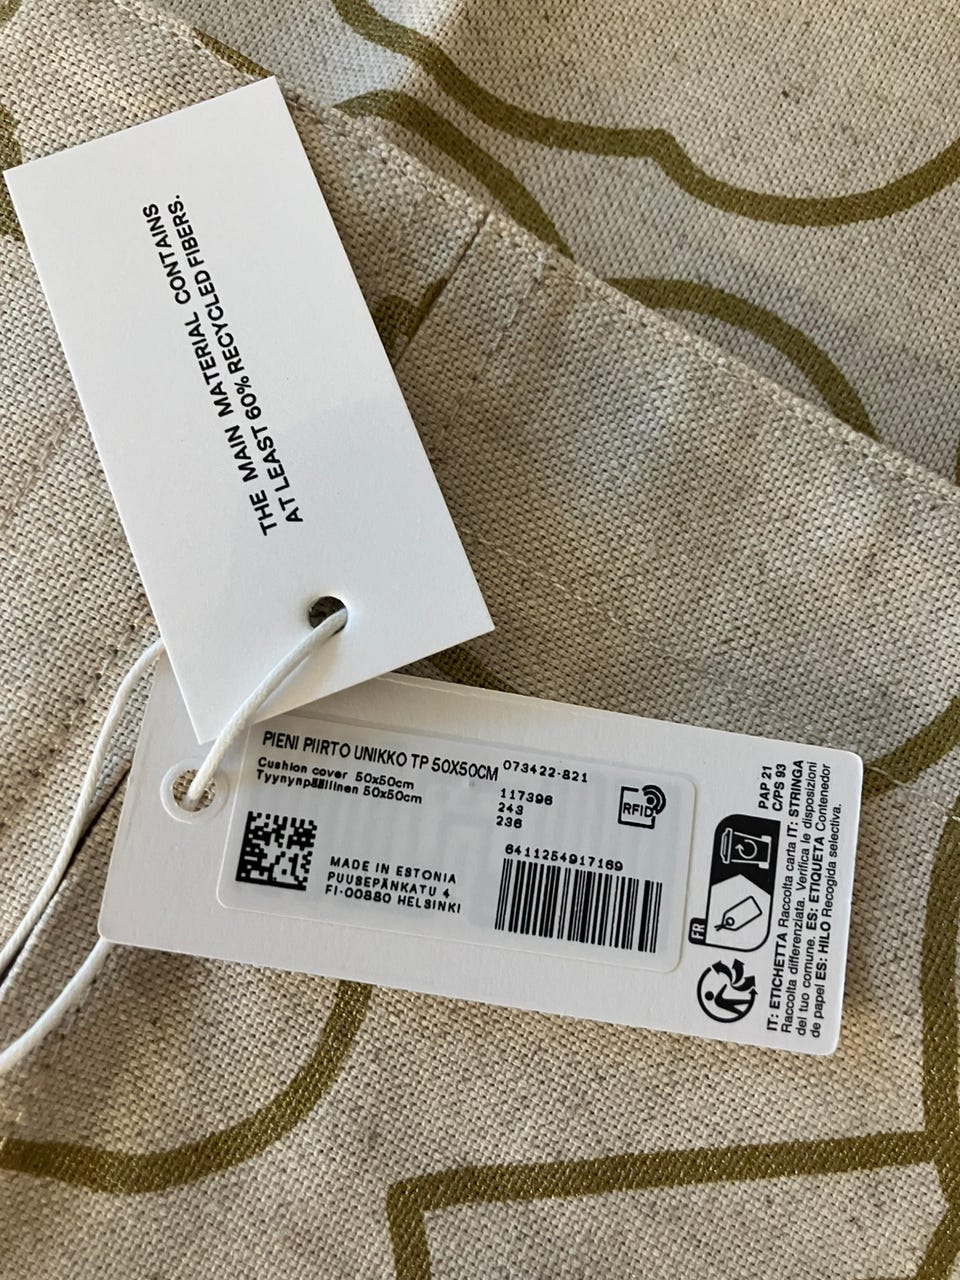 THE MAIN MATERIAL CONTAINS
AT LEAST 60% RECYCLED FIBERS.
PIENI PIIRTO UNIKKO TP 50X50CM
073422-821
Cushion cover 50x50cm
Tyynynpäällinen 50x50cm
117396
243
236
RFID
6411254917169
MADE IN ESTONIA
PUUSEPÄNKATU 4
FI-00880 HELSINKI
PAP 21
C/PS 93
FR
IT: ETICHETTA Raccolta carta IT: STRINGA
Raccolta differenziata. Verifica le disposizioni
del tuo comune. ES: ETIQUETA Contenedor
de papel ES: HILO Recogida selectiva.